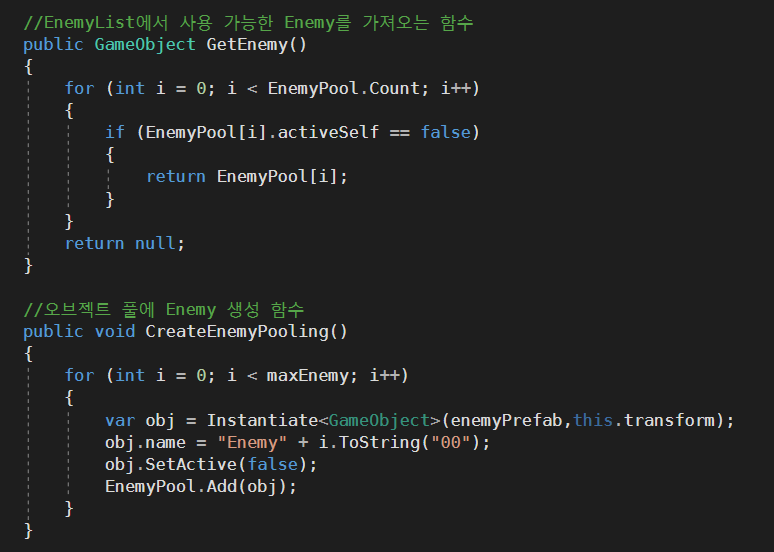 //EnemyList에서 사용 가능한 Enemy를 가져오는 함수
public GameObject GetEnemy()
{
    for (int i = 0; i < EnemyPool.Count; i++)
    {
        if (EnemyPool[i].activeSelf == false)
        {
            return EnemyPool[i];
        }
    }
    return null;
}

//오브젝트 풀에 Enemy 생성 함수
public void CreateEnemyPooling()
{
    for (int i = 0; i < maxEnemy; i++)
    {
        var obj = Instantiate<GameObject>(enemyPrefab,this.transform);
        obj.name = "Enemy" + i.ToString("00");
        obj.SetActive(false);
        EnemyPool.Add(obj);
    }
}